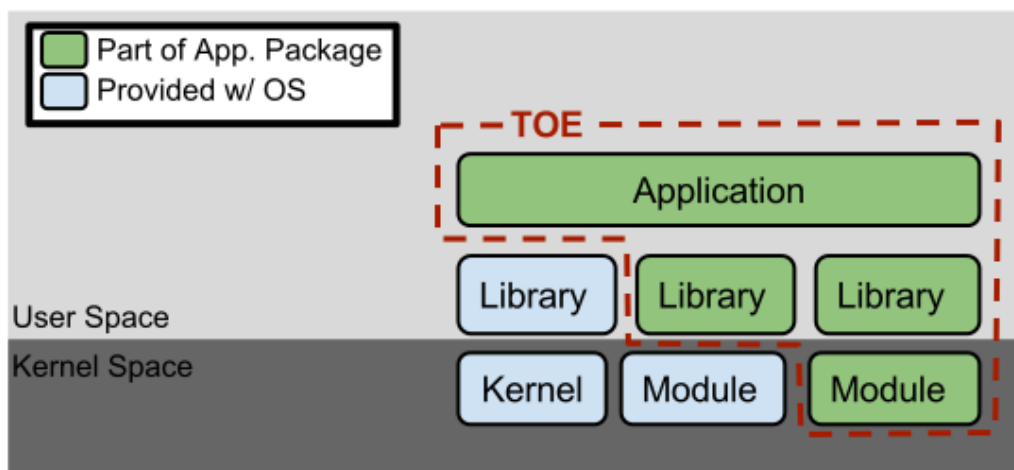 Part of App. Package
Provided w/ OS
TOE
Application
Library Library Library
User Space
Kernel Space
Kernel Module Module